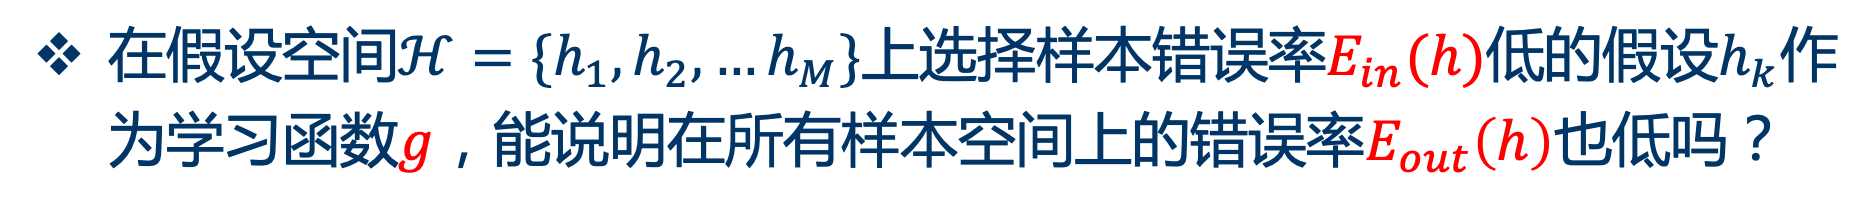 ❖ 在假设空间ℋ = {h₁, h₂, … h_M}上选择样本错误率E_in(h)低的假设h_k作
为学习函数g，能说明在所有样本空间上的错误率E_out(h)也低吗？